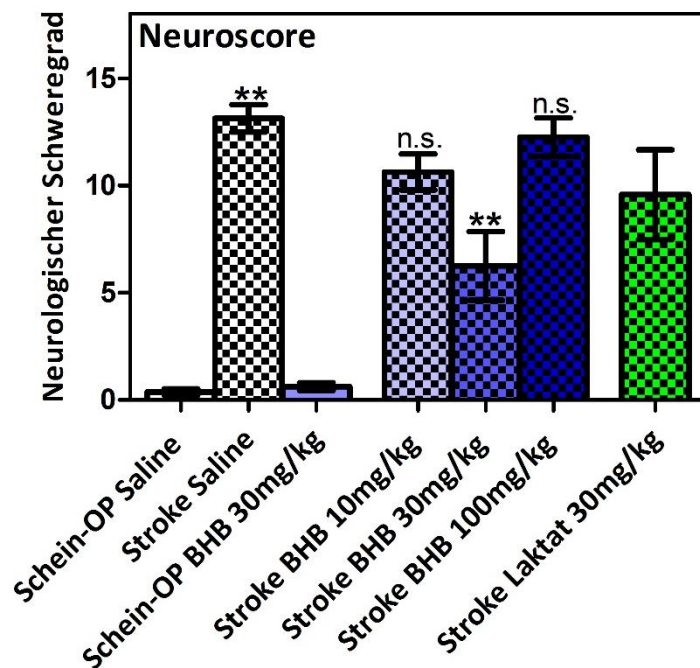 Neuroscore
Neurologischer Schweregrad
15
10
5
0
**
n.s.
**
n.s.
Schein-OP Saline
Stroke Saline
Schein-OP BHB 30mg/kg
Stroke BHB 10mg/kg
Stroke BHB 30mg/kg
Stroke BHB 100mg/kg
Stroke Laktat 30mg/kg